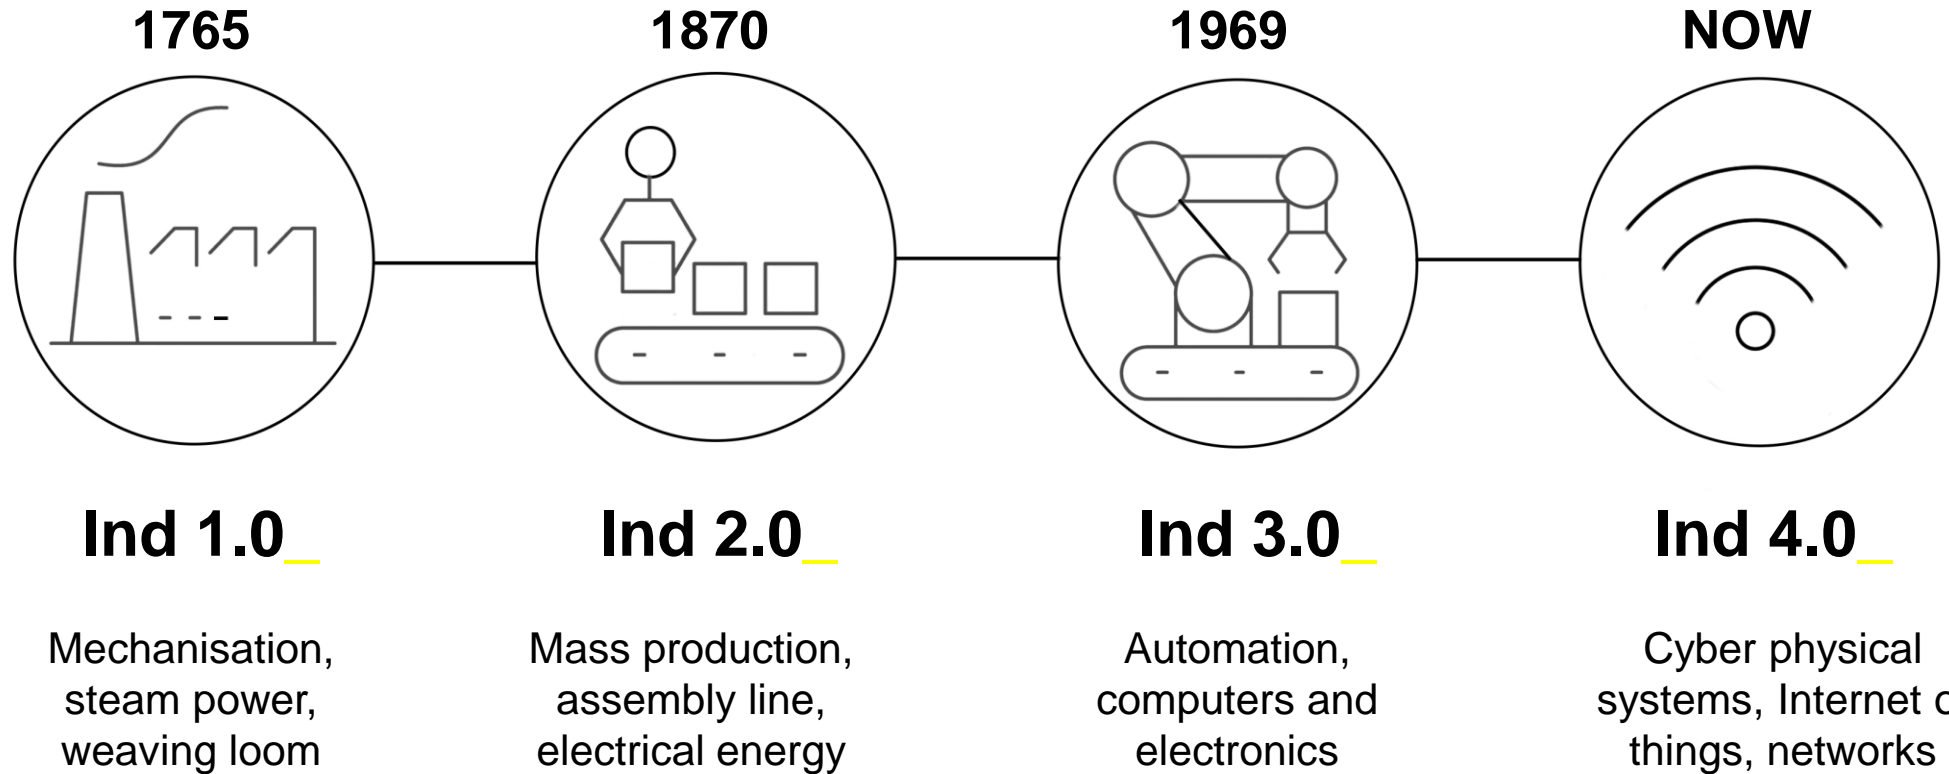 1765
1870
1969
NOW
Ind 1.0_
Ind 2.0_
Ind 3.0_
Ind 4.0_
Mechanisation,
steam power,
weaving loom
Mass production,
assembly line,
electrical energy
Automation,
computers and
electronics
Cyber physical
systems, Internet o
things, networks